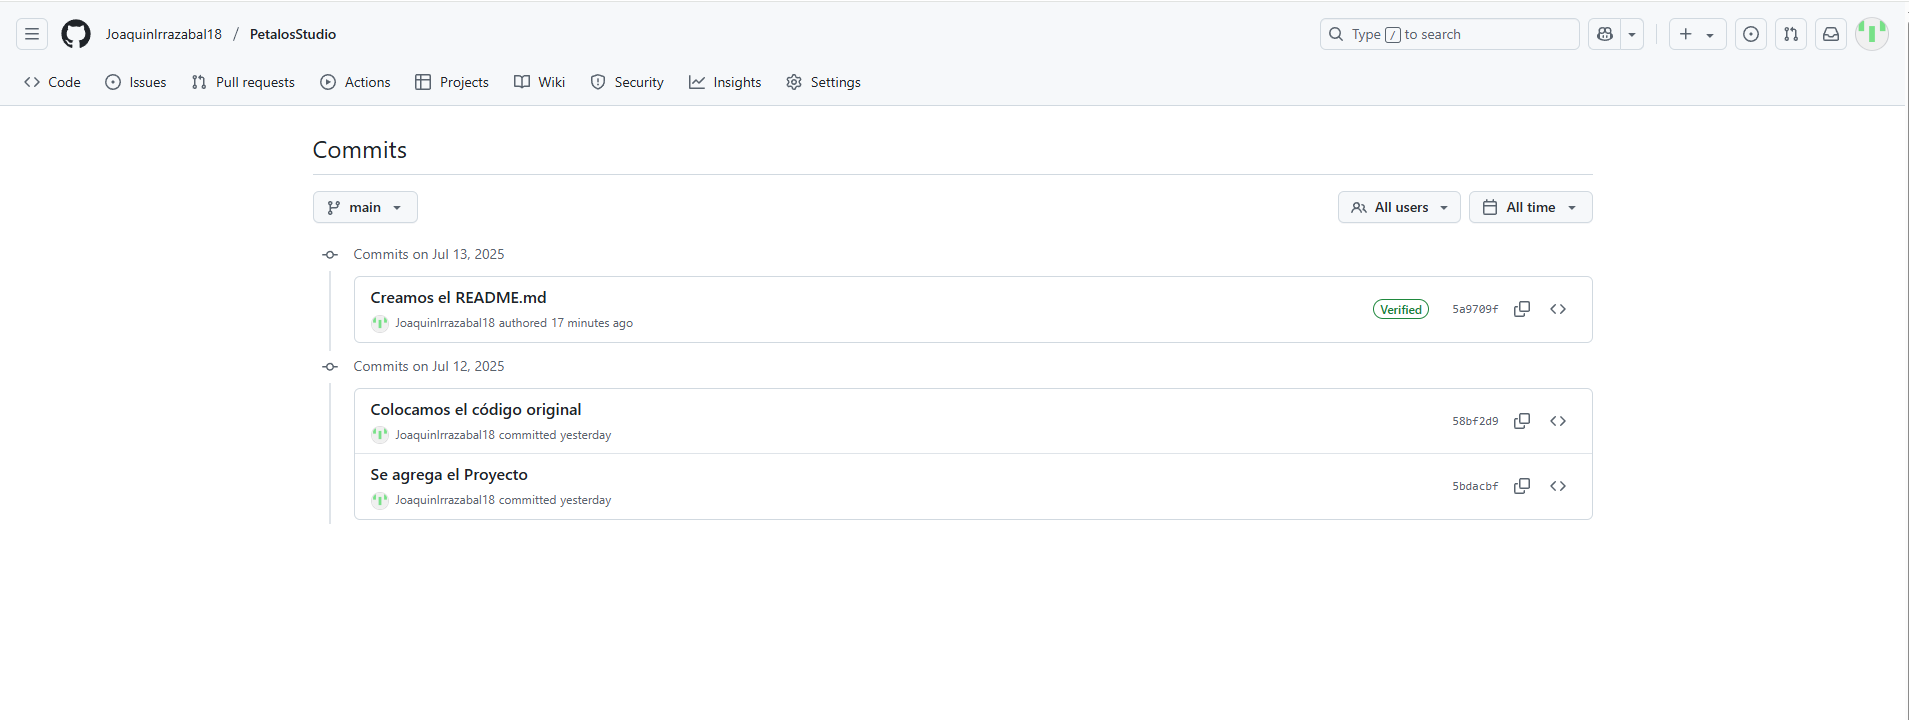 JoaquinIrrazabal18 / PetalosStudio
Type / to search
Code Issues Pull requests Actions Projects Wiki Security Insights Settings
Commits
main
All users All time
Commits on Jul 13, 2025
Creamos el README.md
JoaquinIrrazabal18 authored 17 minutes ago
Verified 5a9709f
Commits on Jul 12, 2025
Colocamos el código original
JoaquinIrrazabal18 committed yesterday
58bf2d9
Se agrega el Proyecto
JoaquinIrrazabal18 committed yesterday
5bdacbf